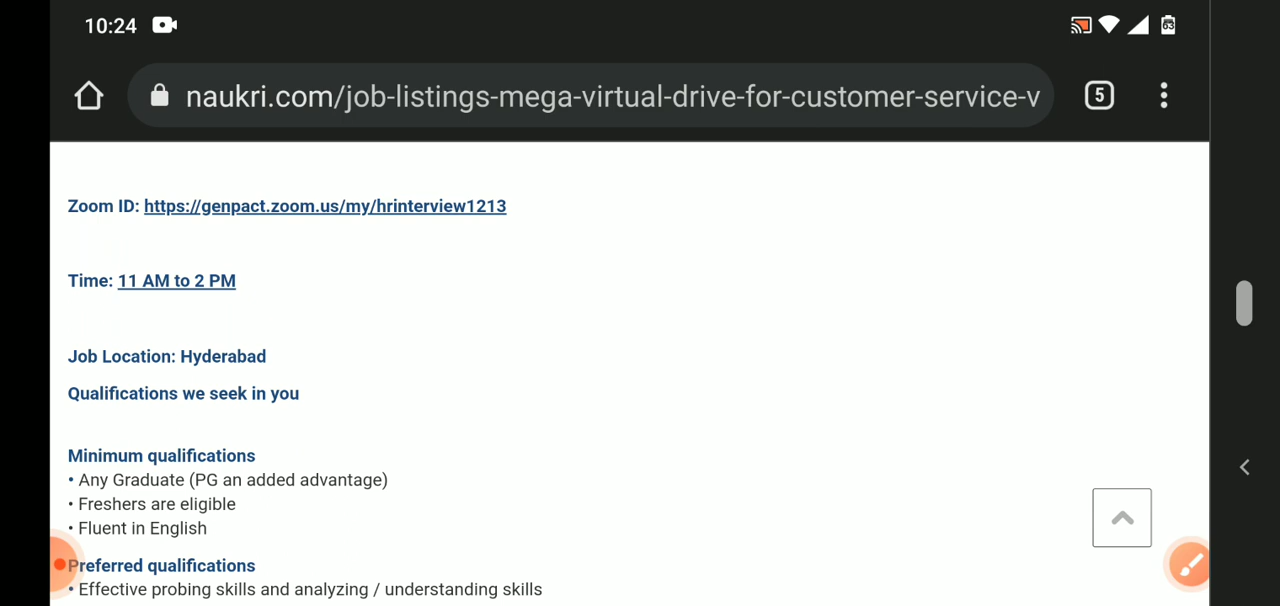 10:24
63
naukri.com/job-listings-mega-virtual-drive-for-customer-service-v
5
Zoom ID: https://genpact.zoom.us/my/hrinterview1213
Time: 11 AM to 2 PM
Job Location: Hyderabad
Qualifications we seek in you
Minimum qualifications
• Any Graduate (PG an added advantage)
• Freshers are eligible
• Fluent in English
Preferred qualifications
• Effective probing skills and analyzing / understanding skills